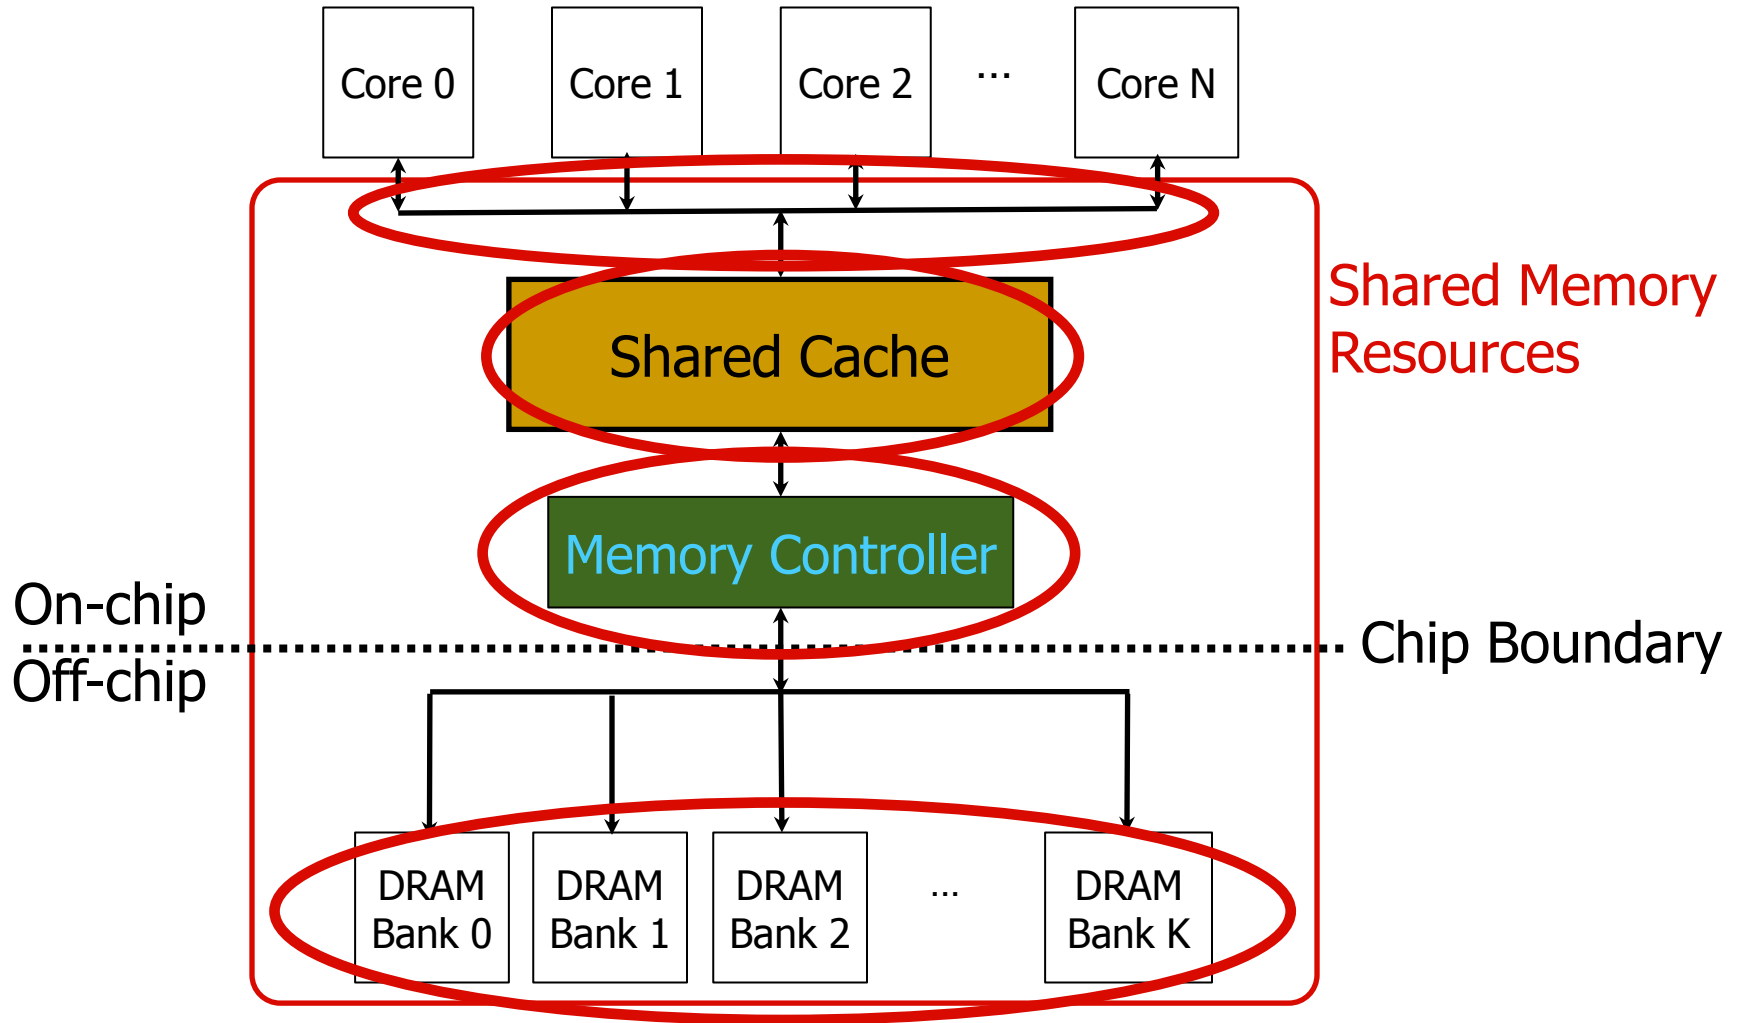 Core 0
Core 1
Core 2
...
Core N
Shared Memory
Resources
Shared Cache
Memory Controller
On-chip
Off-chip
Chip Boundary
DRAM
Bank 0
DRAM
Bank 1
DRAM
Bank 2
...
DRAM
Bank K